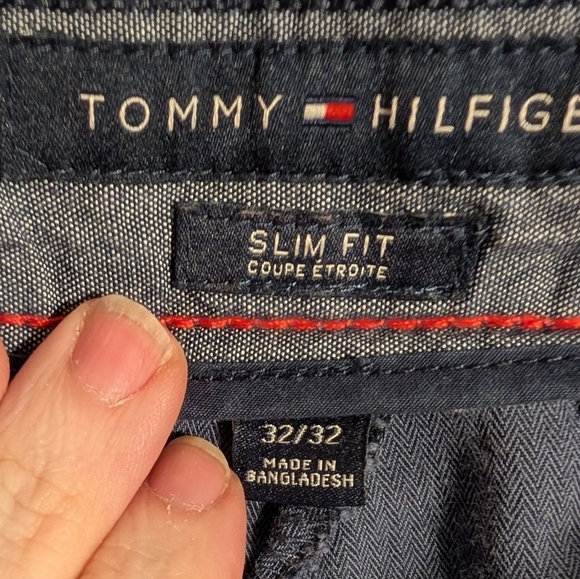 TOMMY HILFIGE
SLIM FIT
COUPE ÉTROITE
32/32
MADE IN
BANGLADESH